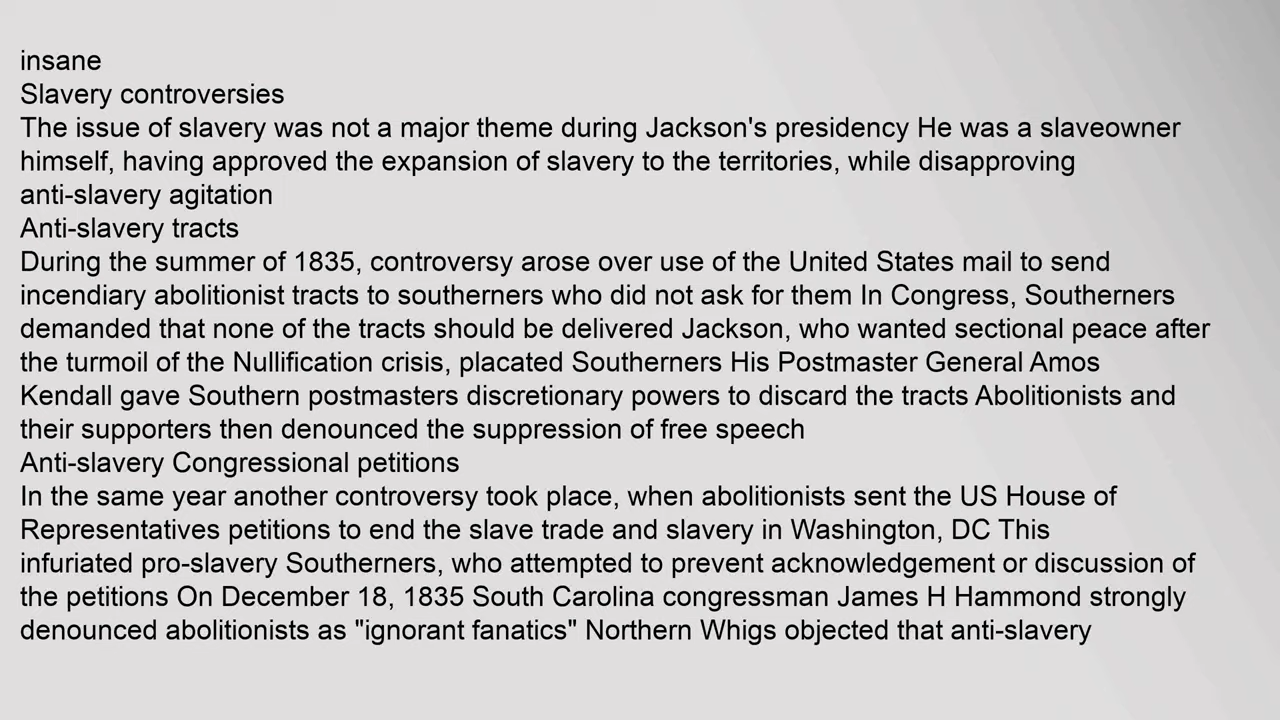 insane
Slavery controversies
The issue of slavery was not a major theme during Jackson's presidency He was a slaveowner
himself, having approved the expansion of slavery to the territories, while disapproving
anti-slavery agitation
Anti-slavery tracts
During the summer of 1835, controversy arose over use of the United States mail to send
incendiary abolitionist tracts to southerners who did not ask for them In Congress, Southerners
demanded that none of the tracts should be delivered Jackson, who wanted sectional peace after
the turmoil of the Nullification crisis, placated Southerners His Postmaster General Amos
Kendall gave Southern postmasters discretionary powers to discard the tracts Abolitionists and
their supporters then denounced the suppression of free speech
Anti-slavery Congressional petitions
In the same year another controversy took place, when abolitionists sent the US House of
Representatives petitions to end the slave trade and slavery in Washington, DC This
infuriated pro-slavery Southerners, who attempted to prevent acknowledgement or discussion of
the petitions On December 18, 1835 South Carolina congressman James H Hammond strongly
denounced abolitionists as "ignorant fanatics" Northern Whigs objected that anti-slavery